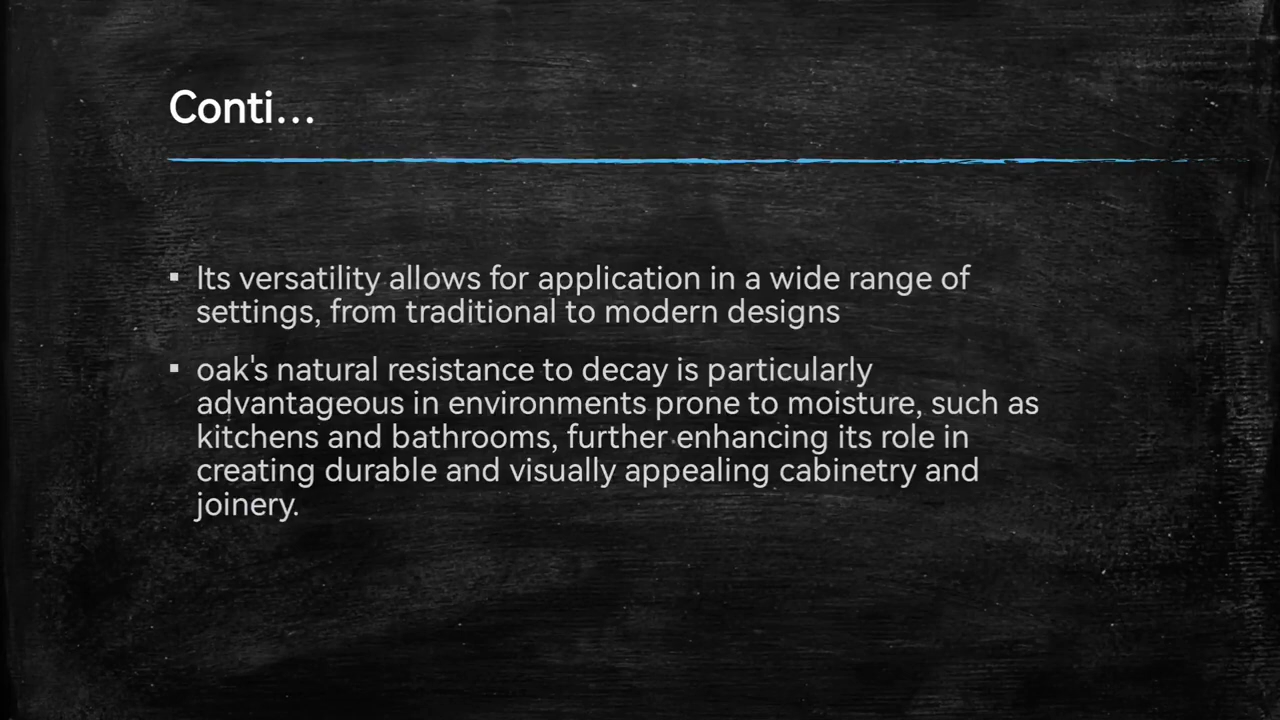 Conti...
▪ Its versatility allows for application in a wide range of
settings, from traditional to modern designs
▪ oak's natural resistance to decay is particularly
advantageous in environments prone to moisture, such as
kitchens and bathrooms, further enhancing its role in
creating durable and visually appealing cabinetry and
joinery.